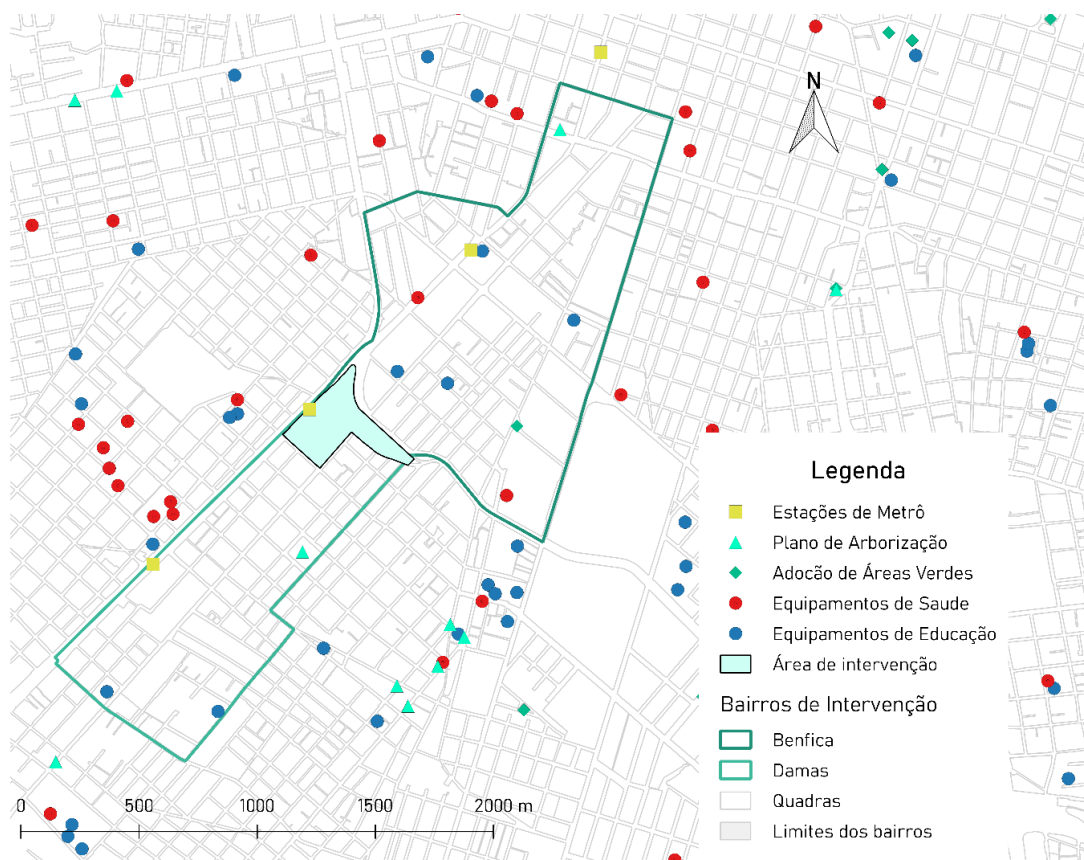 N
Legenda
Estações de Metrô
Plano de Arborização
Adocão de Áreas Verdes
Equipamentos de Saude
Equipamentos de Educação
Área de intervenção
Bairros de Intervenção
Benfica
Damas
Quadras
Limites dos bairros
0 500 1000 1500 2000 m